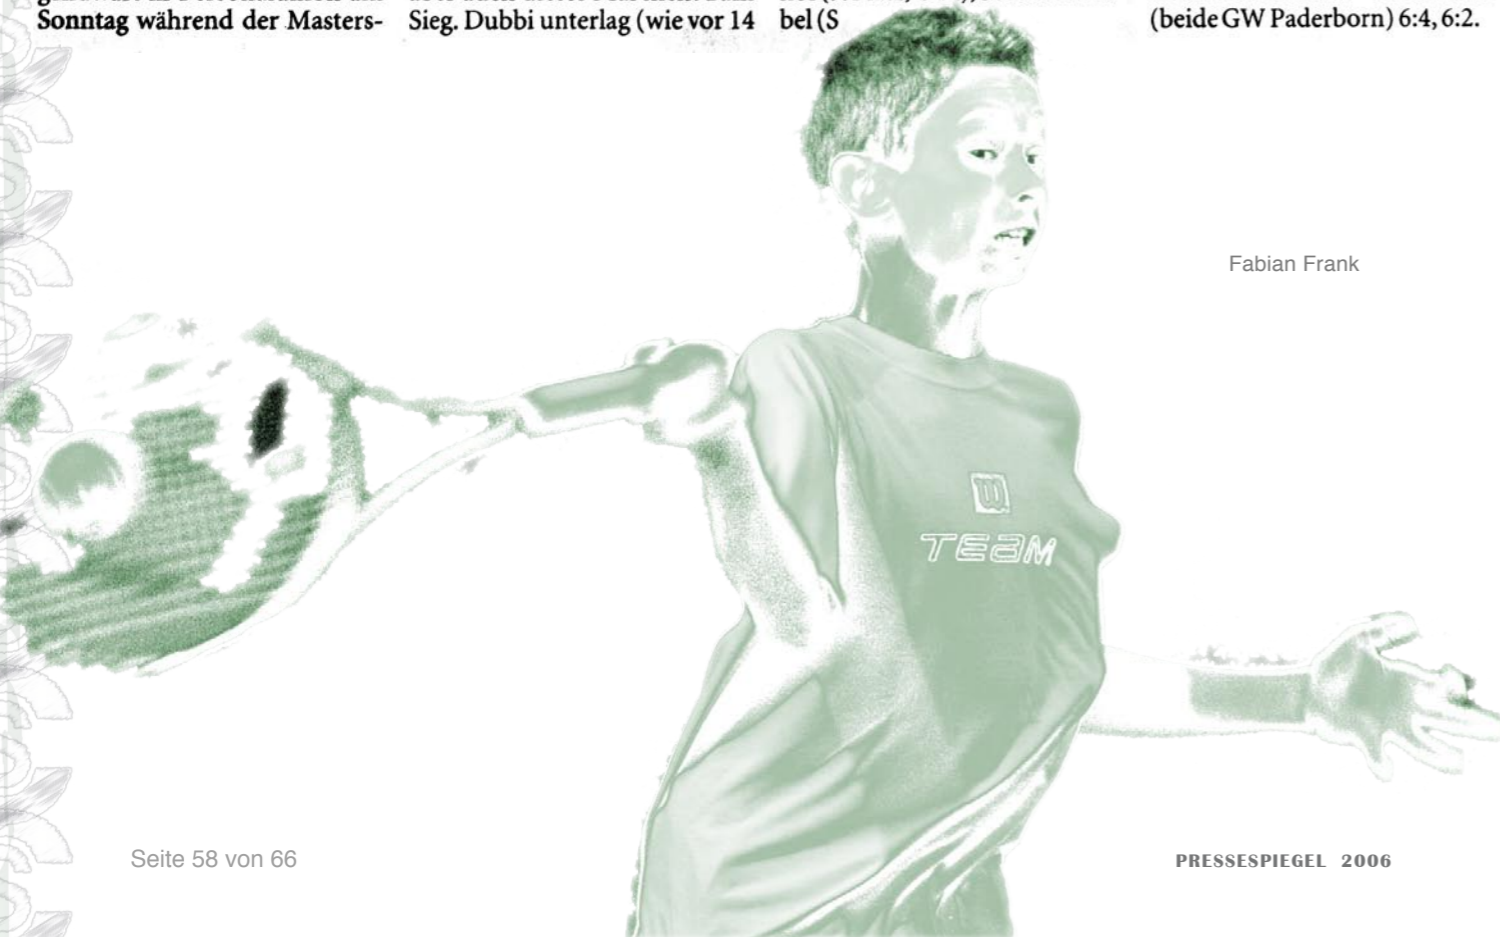 Sonntag während der Masters-
Sieg. Dubbi unterlag (wie vor 14
bel (S
(beide GW Paderborn) 6:4, 6:2.
Fabian Frank
W
TEAM
Seite 58 von 66
PRESSESPIEGEL 2006